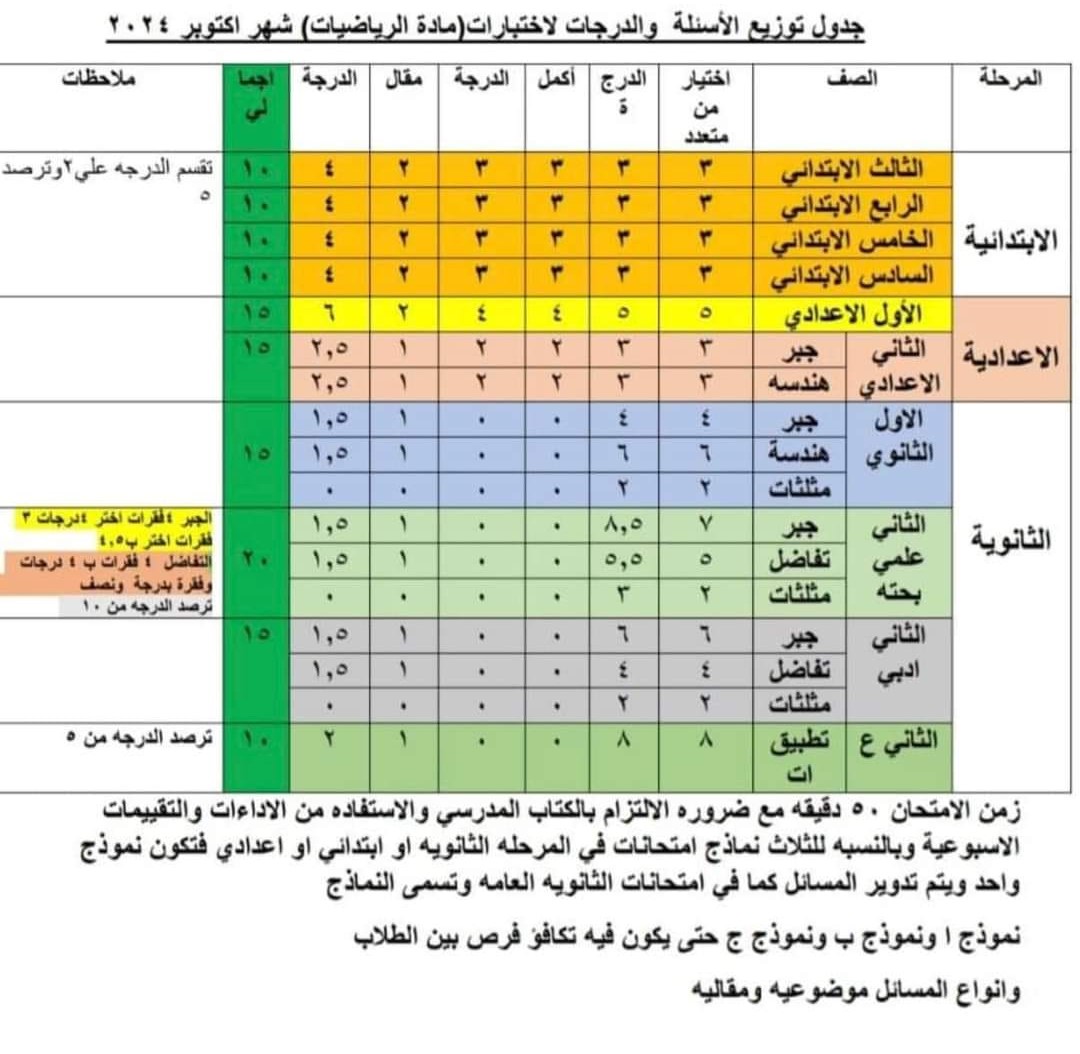 جدول توزيع الأسئلة والدرجات لاختبارات(مادة الرياضيات) شهر اكتوبر ٢٠٢٤
المرحلة الصف اختيار من متعدد الدرجة أكمل الدرجة مقال الدرجة اجمالي ملاحظات
الابتدائية
الثالث الابتدائي ٣ ٣ ٣ ٣ ٢ ٤ ١٠ تقسم الدرجه علي٢وترصد ٥
الرابع الابتدائي ٣ ٣ ٣ ٣ ٢ ٤ ١٠
الخامس الابتدائي ٣ ٣ ٣ ٣ ٢ ٤ ١٠
السادس الابتدائي ٣ ٣ ٣ ٣ ٢ ٤ ١٠
الاعدادية
الأول الاعدادي ٥ ٥ ٤ ٤ ٢ ٦ ١٥
الثاني الاعدادي جبر ٣ ٣ ٢ ٢ ١ ٢,٥ ١٥
هندسه ٣ ٣ ٢ ٢ ١ ٢,٥
الثانوية
الاول الثانوي جبر ٤ ٤ ٠ ٠ ١ ١,٥ ١٥
هندسة ٦ ٦ ٠ ٠ ١ ١,٥
مثلثات ٢ ٢ ٠ ٠ ٠ ٠
الثاني علمي بحته جبر ٧ ٨,٥ ٠ ٠ ١ ١,٥ ٢٠
تفاضل ٥ ٥,٥ ٠ ٠ ١ ١,٥
مثلثات ٢ ٣ ٠ ٠ ٠ ٠
الجبر ٤فقرات اختر ٤درجات ٣
فقرات اختر ب٤,٥
التفاضل ٤ فقرات ب ٤ درجات
وفقرة بدرجة ونصف
ترصد الدرجه من ١٠
الثاني ادبي جبر ٦ ٦ ٠ ٠ ١ ١,٥ ١٥
تفاضل ٤ ٤ ٠ ٠ ١ ١,٥
مثلثات ٢ ٢ ٠ ٠ ٠ ٠
الثاني ع تطبيقات ٨ ٨ ٠ ٠ ١ ٢ ١٠ ترصد الدرجه من ٥
زمن الامتحان ٥٠ دقيقه مع ضروره الالتزام بالكتاب المدرسي والاستفاده من الاداءات والتقييمات
الاسبوعية وبالنسبه للثلاث نماذج امتحانات في المرحله الثانويه او ابتدائي او اعدادي فتكون نموذج
واحد ويتم تدوير المسائل كما في امتحانات الثانويه العامه وتسمى النماذج
نموذج ا ونموذج ب ونموذج ج حتى يكون فيه تكافؤ فرص بين الطلاب
وانواع المسائل موضوعيه ومقاليه